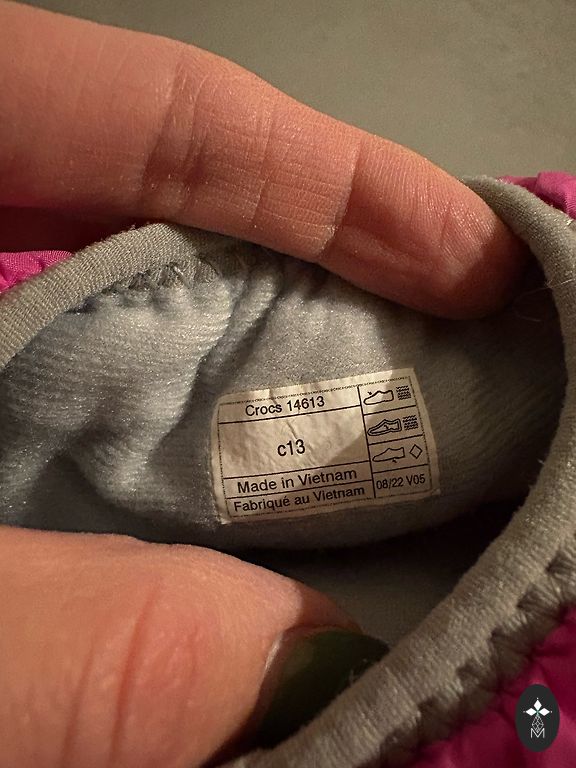 Crocs 14613
c13
Made in Vietnam
Fabriqué au Vietnam
08/22 V05
M